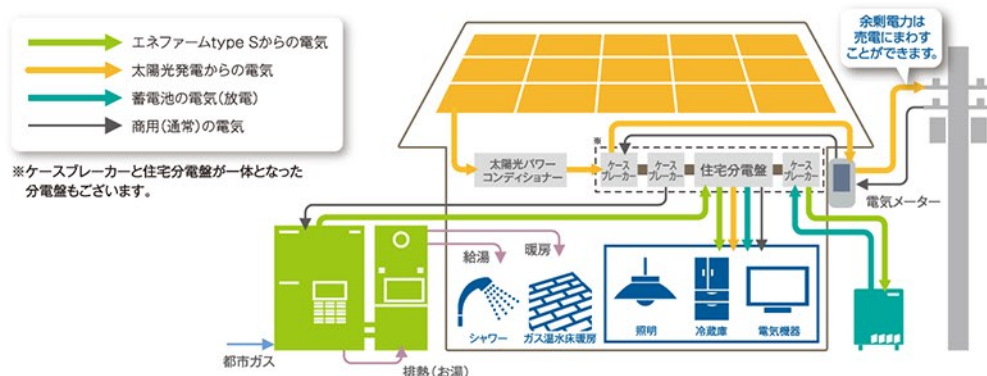 エネファームtype Sからの電気
太陽光発電からの電気
蓄電池の電気(放電)
商用(通常)の電気
※ケースブレーカーと住宅分電盤が一体となった
分電盤もございます。
余剰電力は
売電にまわす
ことができます。
※
太陽光パワー
コンディショナー
ケース
ブレーカー
ケース
ブレーカー
住宅分電盤
ケース
ブレーカー
電気メーター
給湯
暖房
シャワー
ガス温水床暖房
照明
冷蔵庫
電気機器
都市ガス
排熱(お湯)